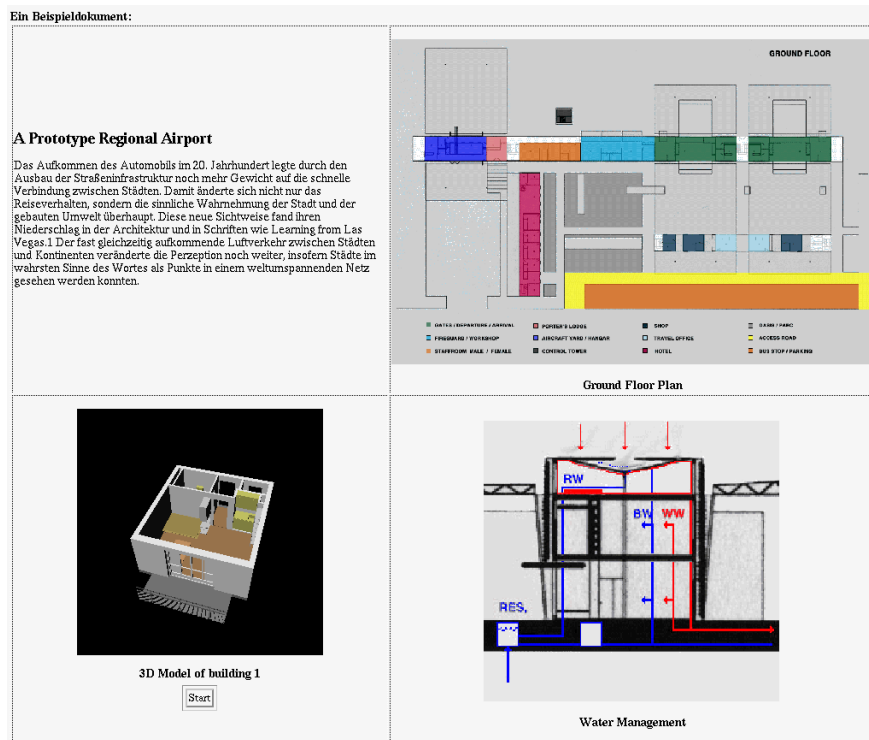 Ein Beispieldokument:
A Prototype Regional Airport
Das Aufkommen des Automobils im 20. Jahrhundert legte durch den
Ausbau der Straßeninfrastruktur noch mehr Gewicht auf die schnelle
Verbindung zwischen Städten. Damit änderte sich nicht nur das
Reiseverhalten, sondern die sinnliche Wahrnehmung der Stadt und der
gebauten Umwelt überhaupt. Diese neue Sichtweise fand ihren
Niederschlag in der Architektur und in Schriften wie Learning from Las
Vegas.1 Der fast gleichzeitig aufkommende Luftverkehr zwischen Städten
und Kontinenten veränderte die Perzeption noch weiter, insofern Städte im
wahrsten Sinne des Wortes als Punkte in einem weltumspannenden Netz
gesehen werden konnten.
GROUND FLOOR
GATES / DEPARTURE / ARRIVAL
FIREGUARD / WORKSHOP
STAFFROOM MALE / FEMALE
PORTER'S LODGE
AIRCRAFT YARD / HANGAR
CONTROL TOWER
HOTEL
SHOP
TRAVEL OFFICE
OASIS / PARC
ACCESS ROAD
BUS STOP / PARKING
Ground Floor Plan
3D Model of building 1
Start
RW
BW WW
RES.
Water Management